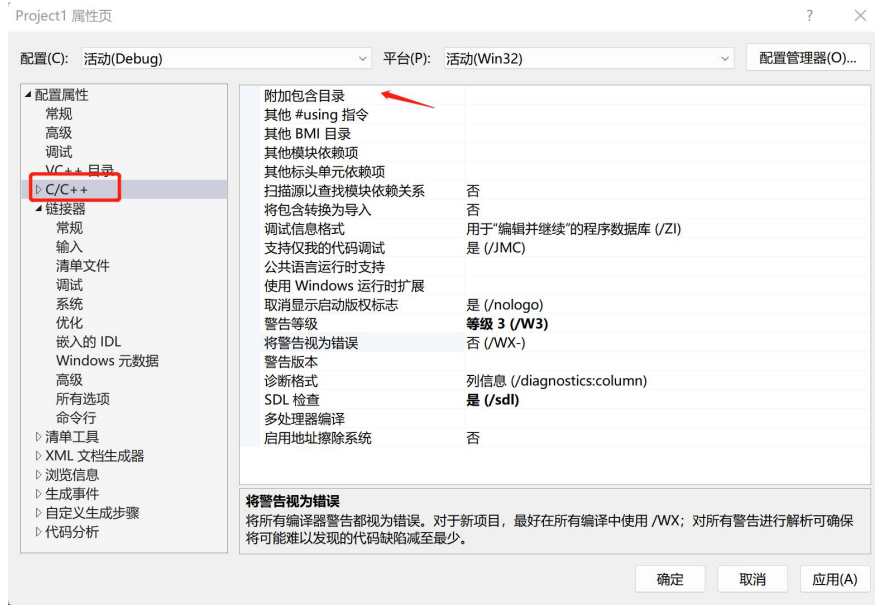 Project1 属性页
配置(C): 活动(Debug) 平台(P): 活动(Win32) 配置管理器(O)...
配置属性
常规
高级
调试
VC++ 目录
C/C++
链接器
常规
输入
清单文件
调试
系统
优化
嵌入的 IDL
Windows 元数据
高级
所有选项
命令行
清单工具
XML 文档生成器
浏览信息
生成事件
自定义生成步骤
代码分析
附加包含目录
其他 #using 指令
其他 BMI 目录
其他模块依赖项
其他标头单元依赖项
扫描源以查找模块依赖关系 否
将包含转换为导入 否
调试信息格式 用于“编辑并继续”的程序数据库 (/ZI)
支持仅我的代码调试 是 (/JMC)
公共语言运行时支持
使用 Windows 运行时扩展
取消显示启动版权标志 是 (/nologo)
警告等级 等级 3 (/W3)
将警告视为错误 否 (/WX-)
警告版本
诊断格式 列信息 (/diagnostics:column)
SDL 检查 是 (/sdl)
多处理器编译
启用地址擦除系统 否
将警告视为错误
将所有编译器警告都视为错误。对于新项目，最好在所有编译中使用 /WX；对所有警告进行解析可确保
将可能难以发现的代码缺陷减至最少。
确定 取消 应用(A)